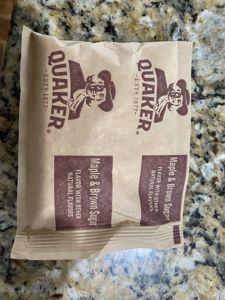 QUAKER®
EST. 1877
Maple & Brown Sugar
FLAVOR WITH OTHER
NATURAL FLAVORS
QUAKER®
EST. 1877
Maple & Brown Sugar
FLAVOR WITH OTHER
NATURAL FLAVORS